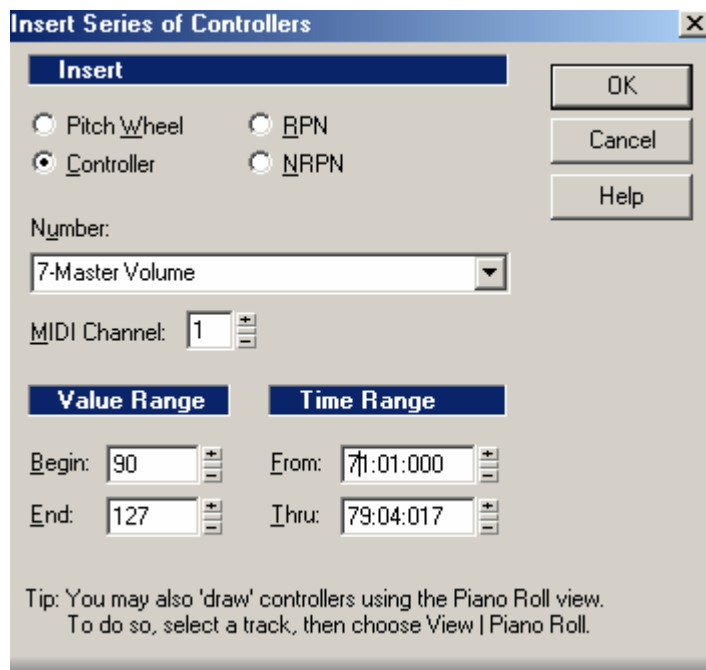 Insert Series of Controllers
Insert
OK
Pitch Wheel RPN
Cancel
Controller NRPN
Help
Number:
7-Master Volume
MIDI Channel: 1
Value Range Time Range
Begin: 90 From: 71:01:000
End: 127 Thru: 79:04:017
Tip: You may also 'draw' controllers using the Piano Roll view.
To do so, select a track, then choose View | Piano Roll.